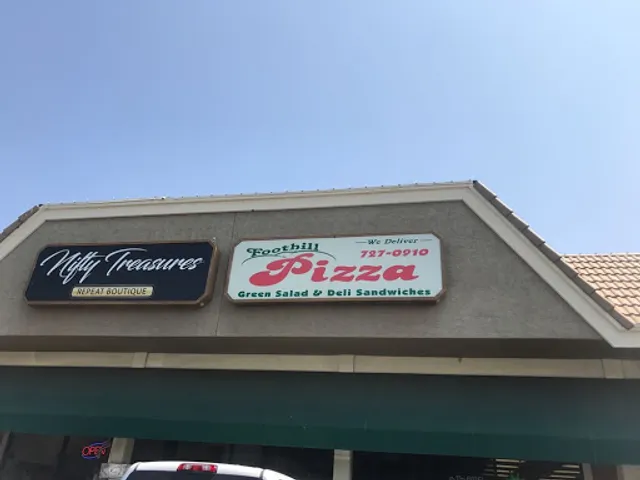 Nifty Treasures
REPEAT BOUTIQUE
Foothill
We Deliver
727-0910
Pizza
Green Salad & Deli Sandwiches
OPEN